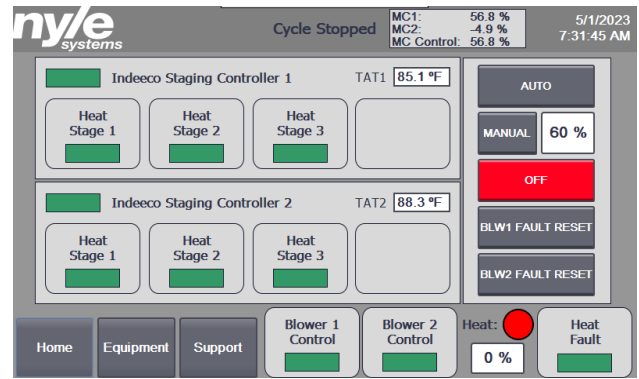 nyle
systems
Cycle Stopped
MC1: 56.8 %
MC2: -4.9 %
MC Control: 56.8 %
5/1/2023
7:31:45 AM
Indeeco Staging Controller 1
TAT1 85.1 ºF
Heat
Stage 1
Heat
Stage 2
Heat
Stage 3
Indeeco Staging Controller 2
TAT2 88.3 ºF
Heat
Stage 1
Heat
Stage 2
Heat
Stage 3
AUTO
MANUAL 60 %
OFF
BLW1 FAULT RESET
BLW2 FAULT RESET
Home
Equipment
Support
Blower 1
Control
Blower 2
Control
Heat:
0 %
Heat
Fault